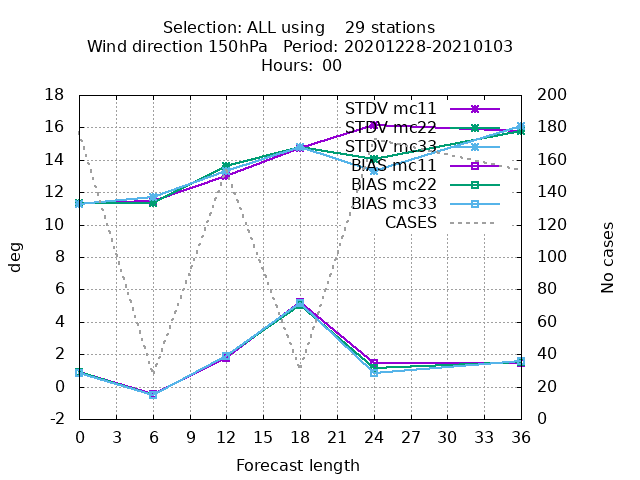 Selection: ALL using 29 stations
Wind direction 150hPa Period: 20201228-20210103
Hours: 00
STDV mc11
STDV mc22
STDV mc33
BIAS mc11
BIAS mc22
BIAS mc33
CASES
18
16
14
12
10
8
6
4
2
0
-2
deg
200
180
160
140
120
100
80
60
40
20
0
No cases
0 3 6 9 12 15 18 21 24 27 30 33 36
Forecast length